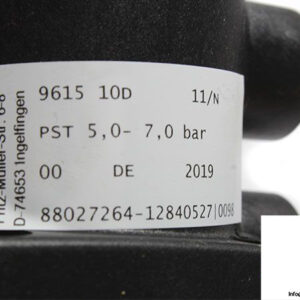 Fritz-Müller-Str. 6-8
D-74653 Ingelfingen
9615 10D 11/N
PST 5,0- 7,0 bar
00 DE 2019
88027264-12840527|0098